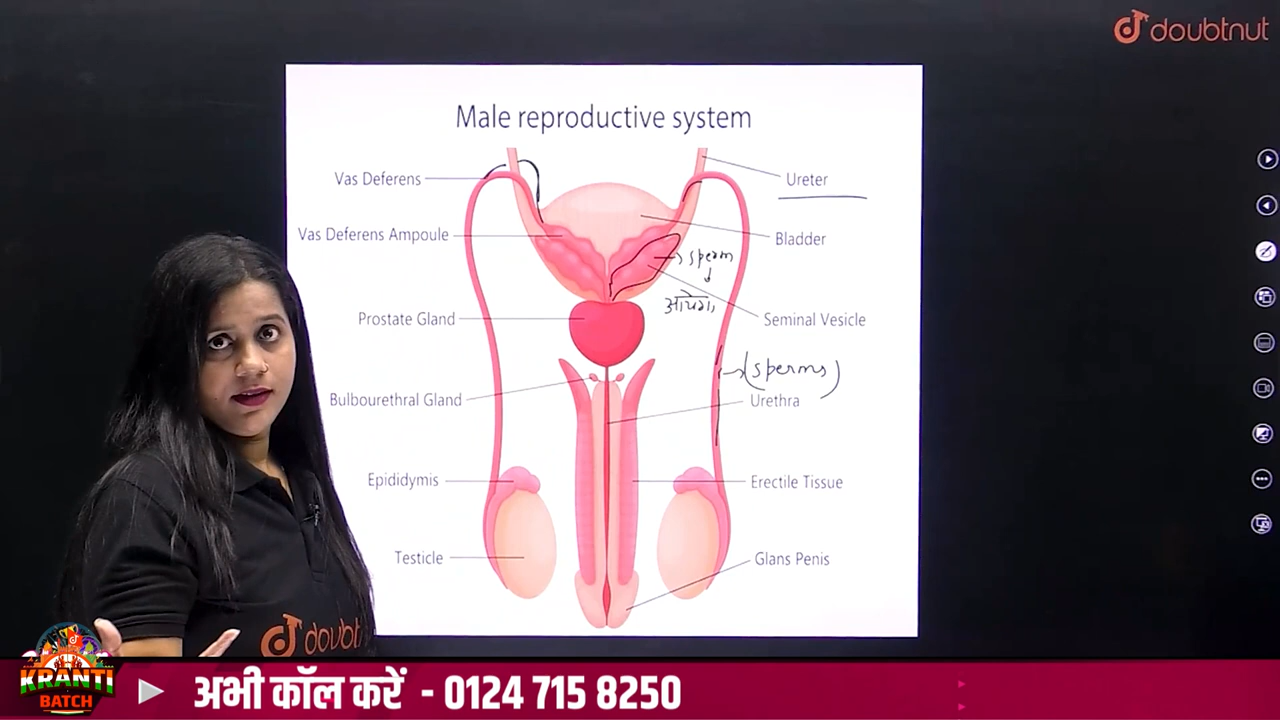 doubtnut
Male reproductive system
Vas Deferens
Ureter
Vas Deferens Ampoule
Bladder
sperm
Prostate Gland
Seminal Vesicle
(sperms)
Bulbourethral Gland
Urethra
Epididymis
Erectile Tissue
Testicle
Glans Penis
doubt
KRANTI
BATCH
अभी कॉल करें - 0124 715 8250